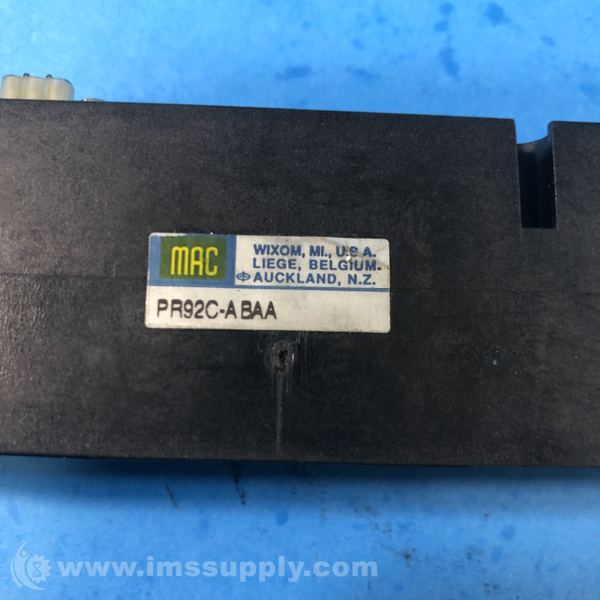 MAC
WIXOM, MI., U.S.A.
LIEGE, BELGIUM.
AUCKLAND, N.Z.
PR92C-ABAA
www.imssupply.com